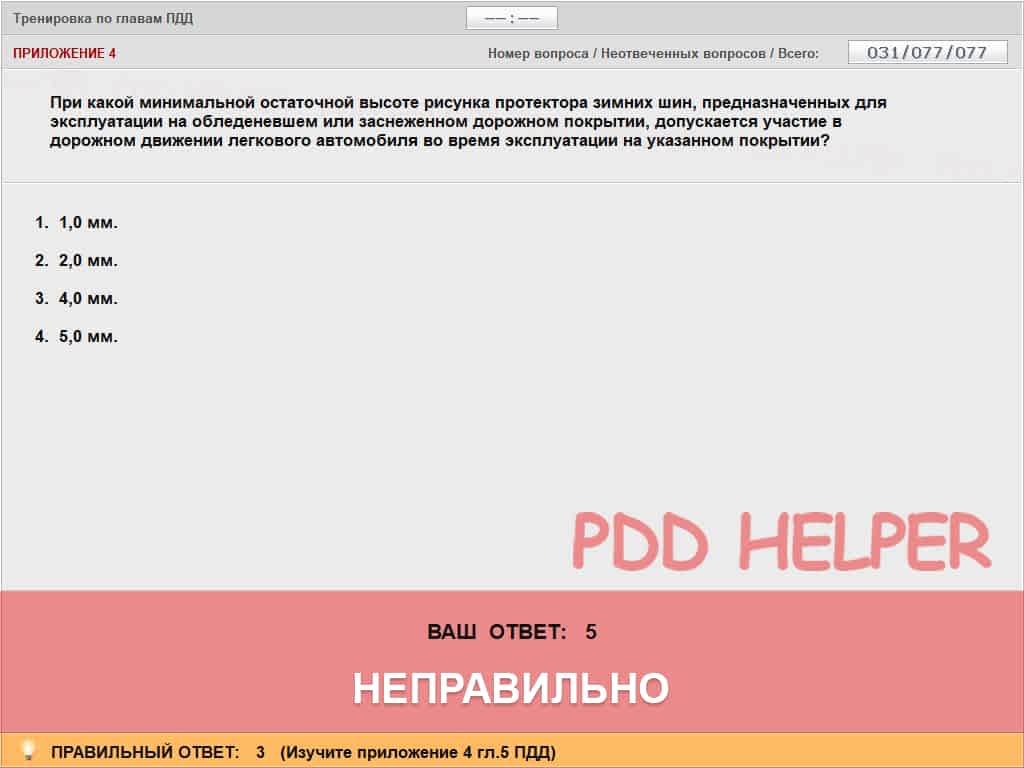 Тренировка по главам ПДД
–– : ––
ПРИЛОЖЕНИЕ 4
Номер вопроса / Неотвеченных вопросов / Всего:
031/077/077
При какой минимальной остаточной высоте рисунка протектора зимних шин, предназначенных для
эксплуатации на обледеневшем или заснеженном дорожном покрытии, допускается участие в
дорожном движении легкового автомобиля во время эксплуатации на указанном покрытии?
1. 1,0 мм.
2. 2,0 мм.
3. 4,0 мм.
4. 5,0 мм.
PDD HELPER
ВАШ ОТВЕТ: 5
НЕПРАВИЛЬНО
ПРАВИЛЬНЫЙ ОТВЕТ: 3 (Изучите приложение 4 гл.5 ПДД)